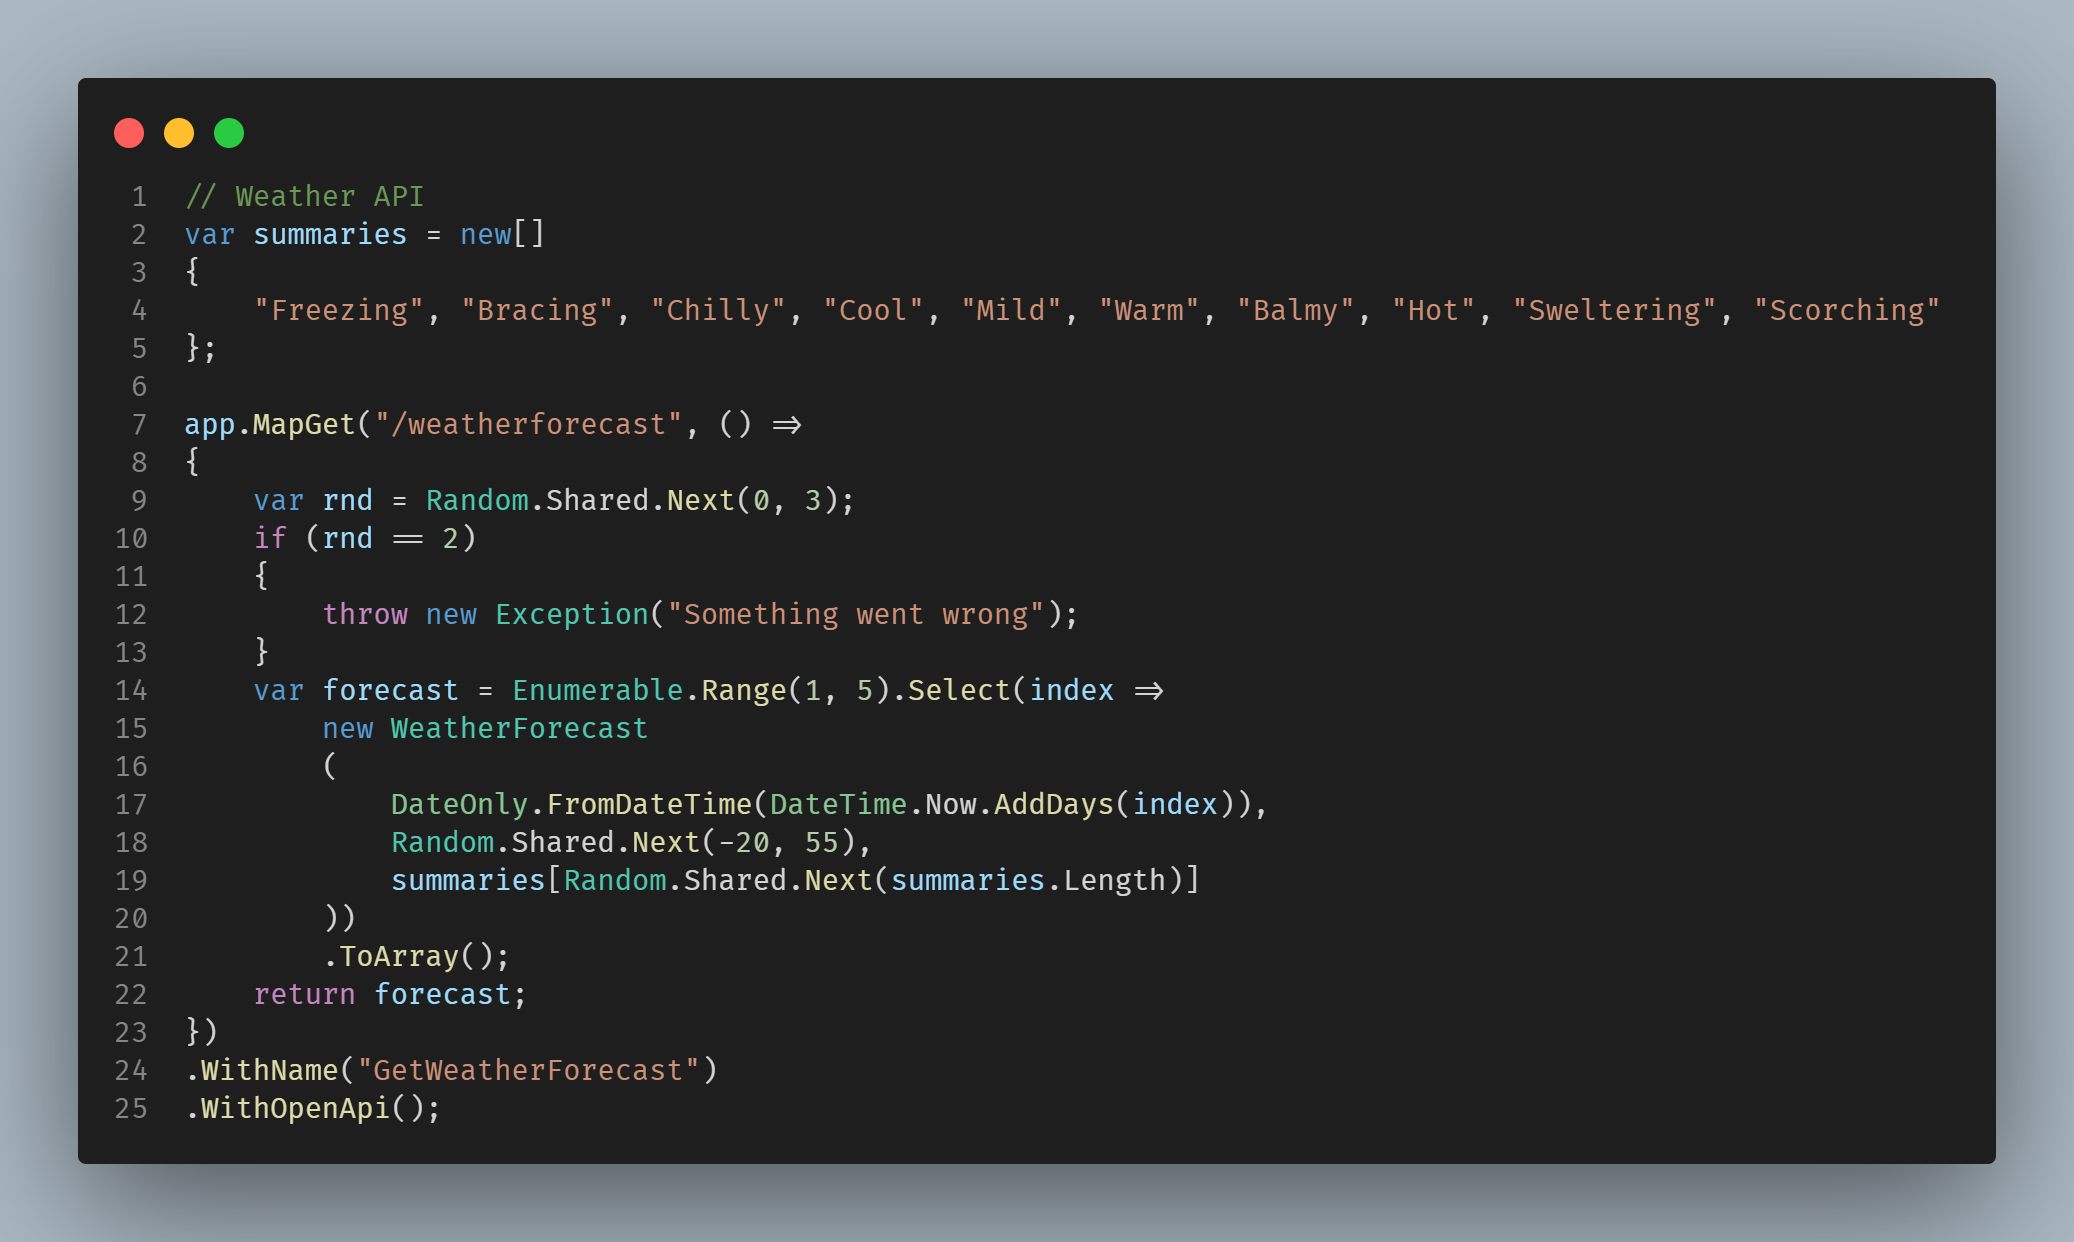 1 // Weather API
2 var summaries = new[]
3 {
4     "Freezing", "Bracing", "Chilly", "Cool", "Mild", "Warm", "Balmy", "Hot", "Sweltering", "Scorching"
5 };
6
7 app.MapGet("/weatherforecast", () =>
8 {
9     var rnd = Random.Shared.Next(0, 3);
10     if (rnd == 2)
11     {
12         throw new Exception("Something went wrong");
13     }
14     var forecast = Enumerable.Range(1, 5).Select(index =>
15         new WeatherForecast
16         (
17             DateOnly.FromDateTime(DateTime.Now.AddDays(index)),
18             Random.Shared.Next(-20, 55),
19             summaries[Random.Shared.Next(summaries.Length)]
20         ))
21         .ToArray();
22     return forecast;
23 })
24 .WithName("GetWeatherForecast")
25 .WithOpenApi();